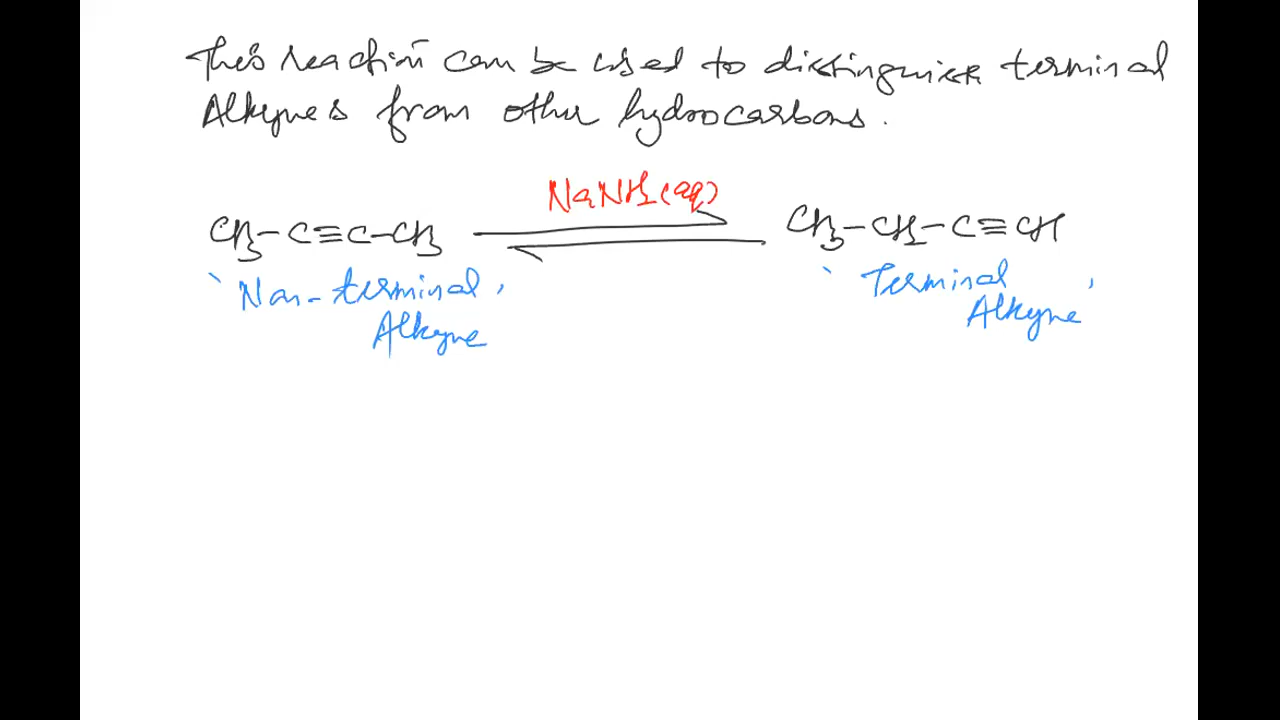 This reaction can be used to distinguish terminal
Alkynes from other hydrocarbons.
NaNH2(aq)
CH3-C≡C-CH3 ⇌ CH3-CH2-C≡CH
'Non-terminal' 'Terminal
Alkyne Alkyne'